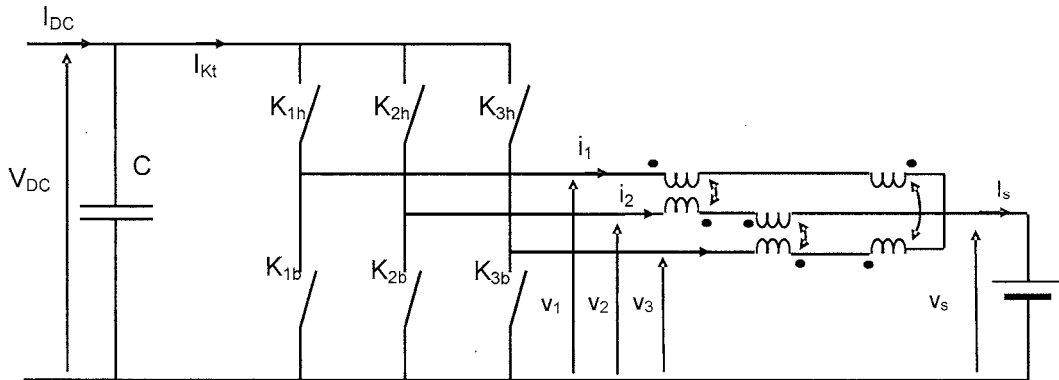 I_DC
I_Kt
K_1h K_2h K_3h
i_1
V_DC C
i_2
I_s
K_1b K_2b K_3b
v_1 v_2 v_3 v_s